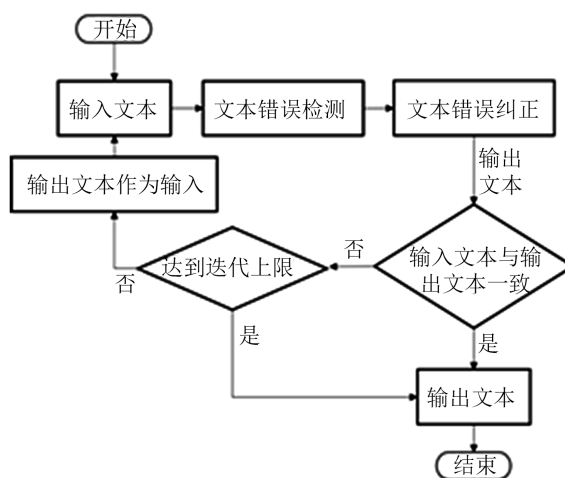 开始
输入文本
文本错误检测
文本错误纠正
输出
文本
输出文本作为输入
否
达到迭代上限
否
输入文本与输
出文本一致
是
是
输出文本
结束